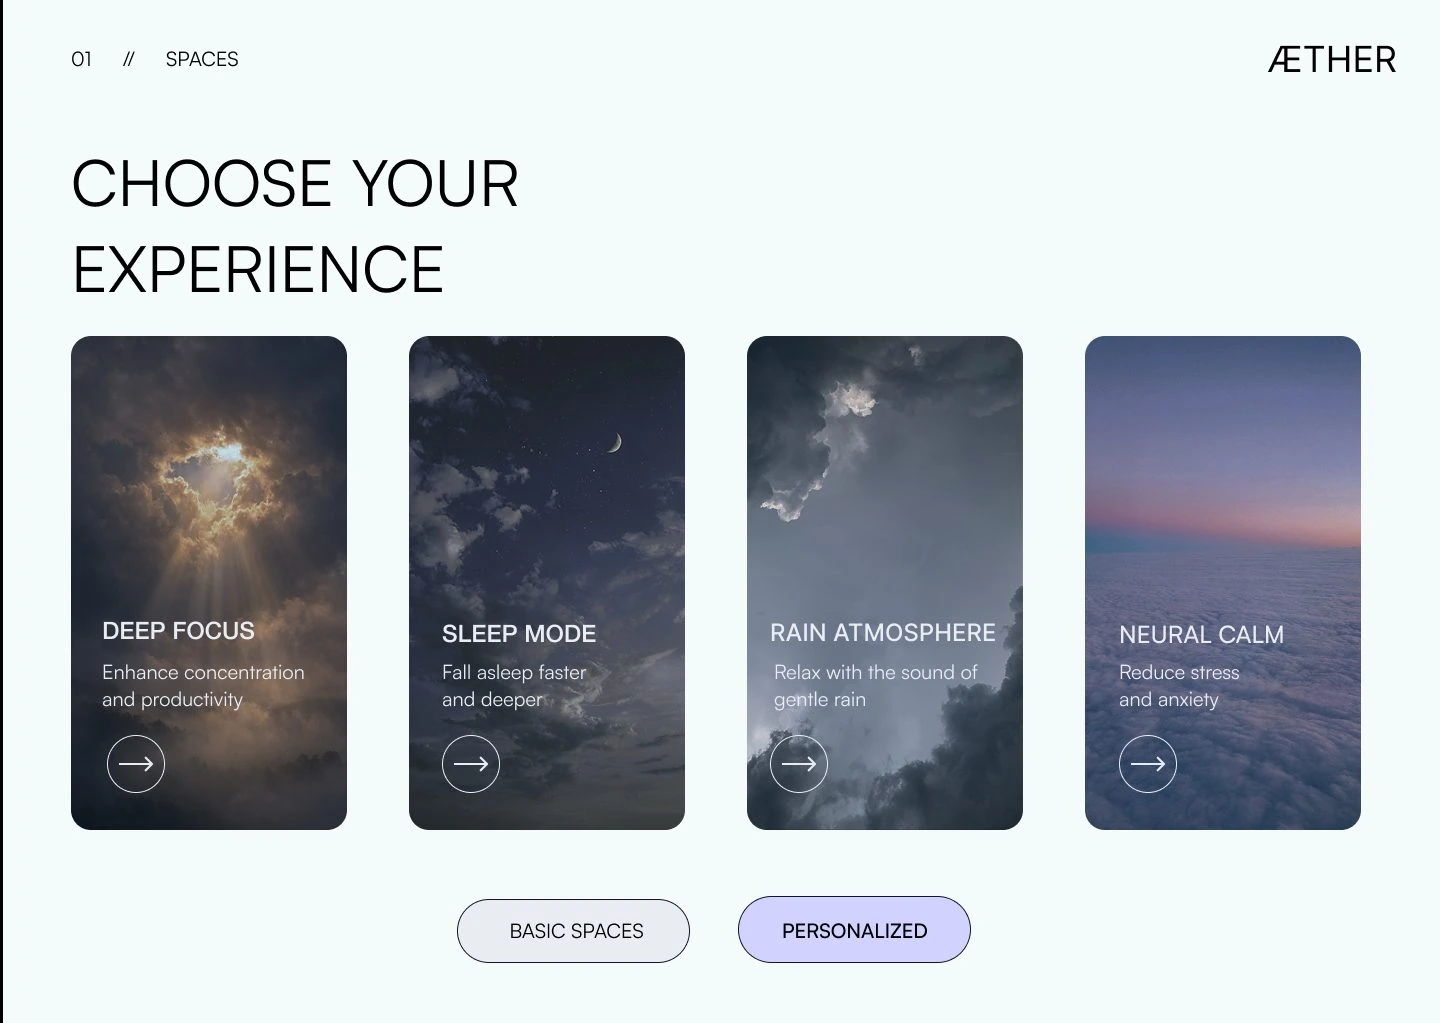 01 // SPACES
ÆTHER
CHOOSE YOUR
EXPERIENCE
DEEP FOCUS
Enhance concentration
and productivity
SLEEP MODE
Fall asleep faster
and deeper
RAIN ATMOSPHERE
Relax with the sound of
gentle rain
NEURAL CALM
Reduce stress
and anxiety
BASIC SPACES
PERSONALIZED